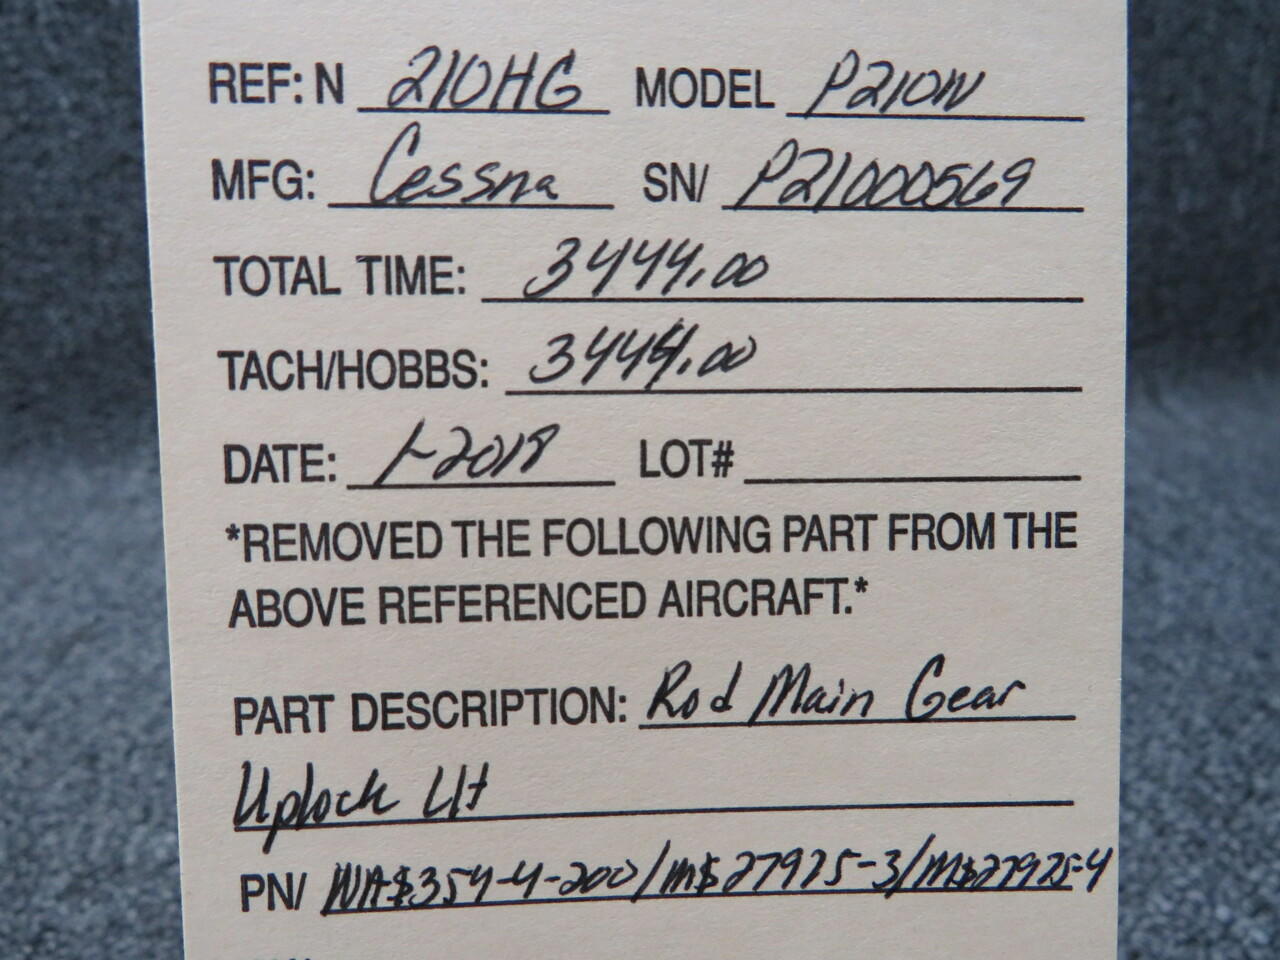 REF: N 210HG MODEL P210N
MFG: Cessna SN/ P21000569
TOTAL TIME: 3444.00
TACH/HOBBS: 3444.00
DATE: 1-2018 LOT#
*REMOVED THE FOLLOWING PART FROM THE
ABOVE REFERENCED AIRCRAFT.*
PART DESCRIPTION: Rod Main Gear
Uplock LH
PN/ NAS354-4-200/MS27975-3/MS27975-4